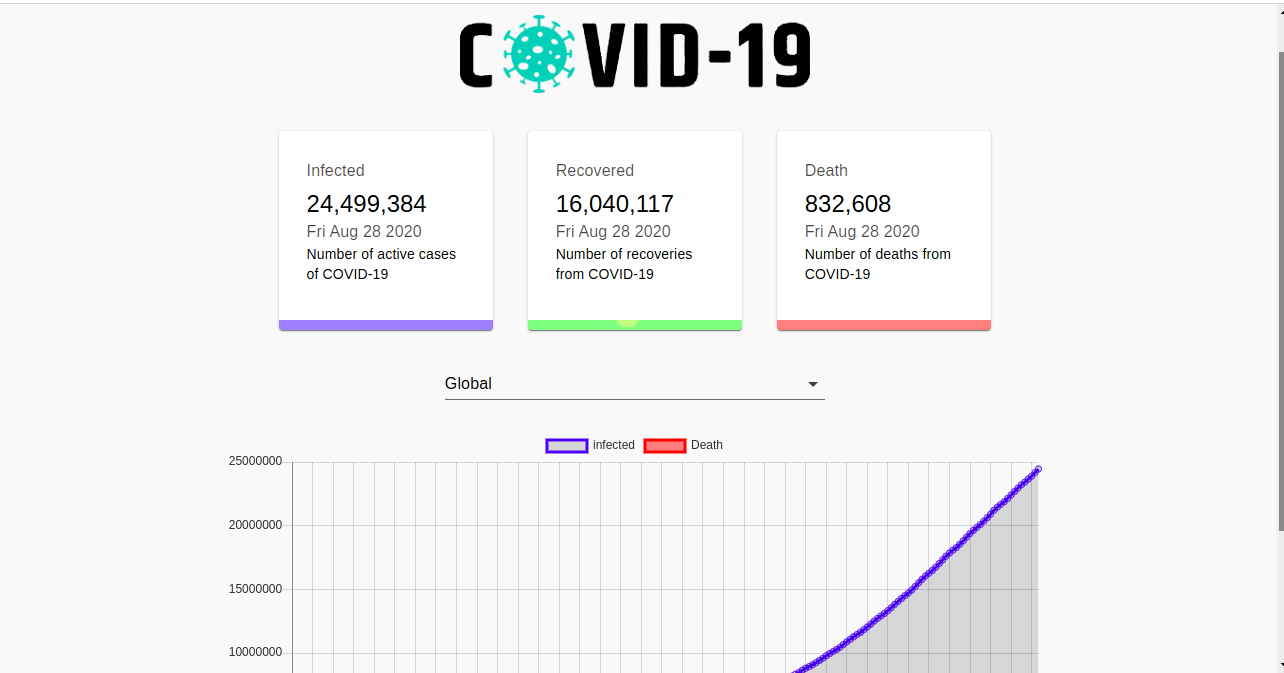 COVID-19
Infected
24,499,384
Fri Aug 28 2020
Number of active cases
of COVID-19
Recovered
16,040,117
Fri Aug 28 2020
Number of recoveries
from COVID-19
Death
832,608
Fri Aug 28 2020
Number of deaths from
COVID-19
Global
infected Death
25000000
20000000
15000000
10000000